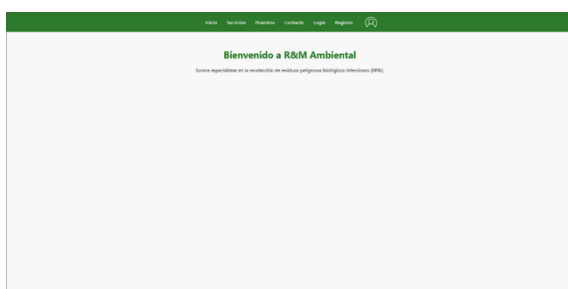 Inicio Servicios Nosotros Contacto Login Registro
Bienvenido a R&M Ambiental
Somos especialistas en la recolección de residuos peligrosos biológico-infecciosos (RPBI).